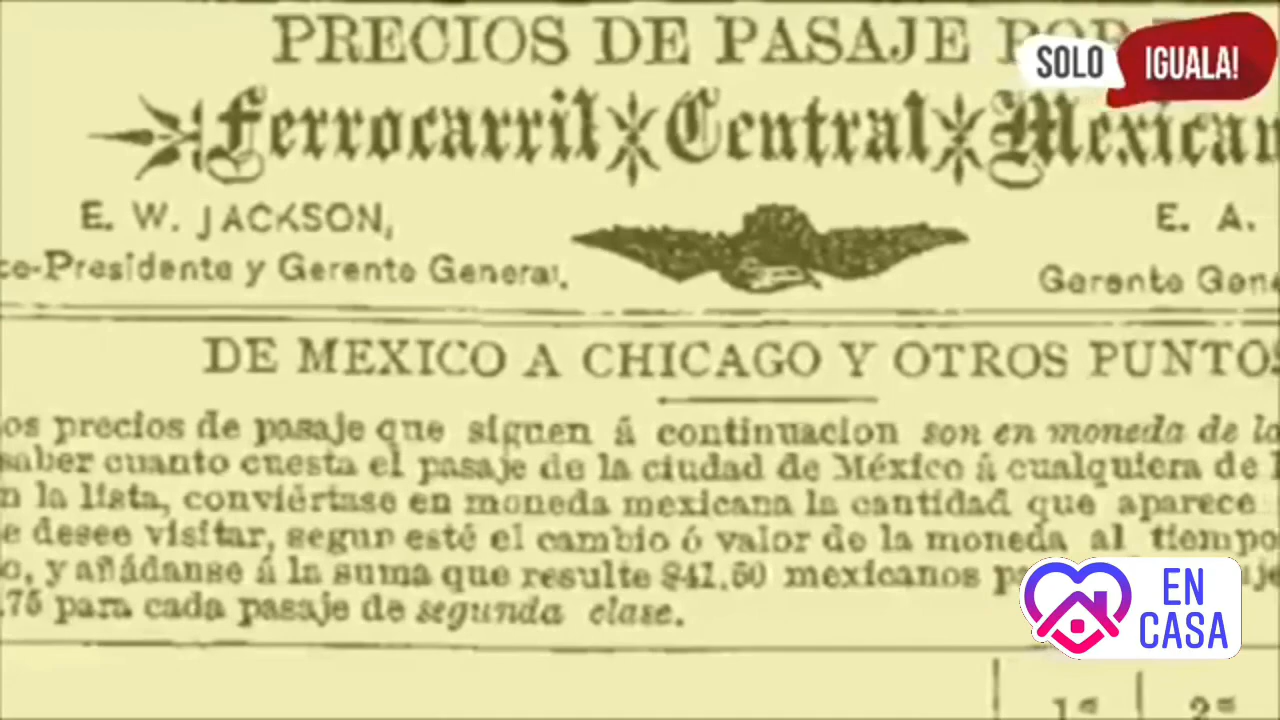 PRECIOS DE PASAJE POR
SOLO IGUALA!
Ferrocarril Central Mexican
E. W. JACKSON,
E. A.
ce-Presidente y Gerente General.
Gerente Gene
DE MEXICO A CHICAGO Y OTROS PUNTOS
os precios de pasaje que siguen á continuacion son en moneda de lo
saber cuanto cuesta el pasaje de la ciudad de México á cualquiera de l
n la lista, conviértase en moneda mexicana la cantidad que aparece
e desee visitar, segun esté el cambio ó valor de la moneda al tiempo
o, y añádanse á la suma que resulte $41.50 mexicanos
.75 para cada pasaje de segunda clase.
EN
CASA
1ª 2ª